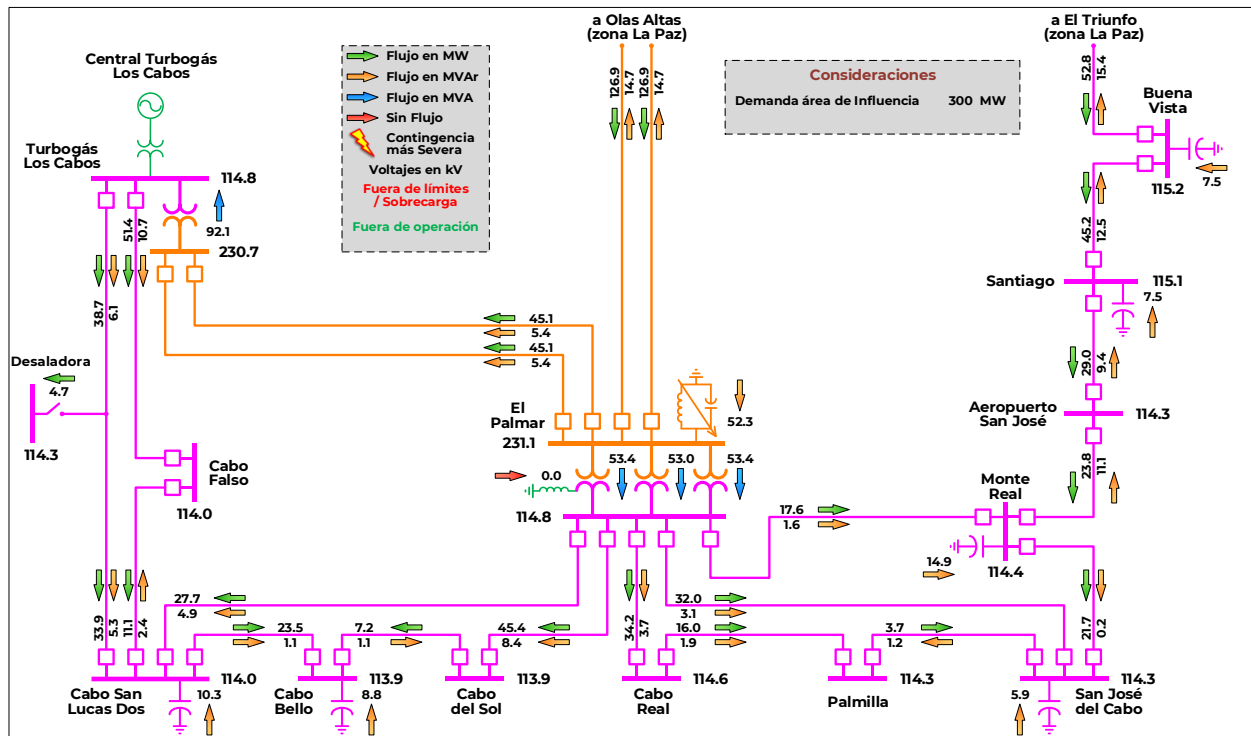 a Olas Altas
(zona La Paz)
a El Triunfo
(zona La Paz)
Central Turbogás
Los Cabos
Flujo en MW
Flujo en MVAr
Flujo en MVA
Sin Flujo
Contingencia
más Severa
Voltajes en kV
Fuera de límites
/ Sobrecarga
Fuera de operación
Consideraciones
Demanda área de Influencia 300 MW
126.9
14.7
126.9
14.7
52.8
15.4
Buena
Vista
7.5
115.2
Turbogás
Los Cabos
114.8
51.4
10.7
92.1
230.7
45.2
12.5
Santiago
115.1
7.5
38.7
6.1
45.1
5.4
45.1
5.4
29.0
9.4
Desaladora
4.7
114.3
El
Palmar
231.1
52.3
Aeropuerto
San José
114.3
Cabo
Falso
114.0
53.4
53.0
53.4
0.0
114.8
23.8
11.1
Monte
Real
17.6
1.6
14.9
114.4
33.9
5.3
11.1
2.4
27.7
4.9
34.2
3.7
32.0
3.1
21.7
0.2
23.5
1.1
7.2
1.1
45.4
8.4
16.0
1.9
3.7
1.2
114.0
113.9
113.9
114.6
114.3
114.3
Cabo San
Lucas Dos
10.3
Cabo
Bello
8.8
Cabo
del Sol
Cabo
Real
Palmilla
5.9
San José
del Cabo